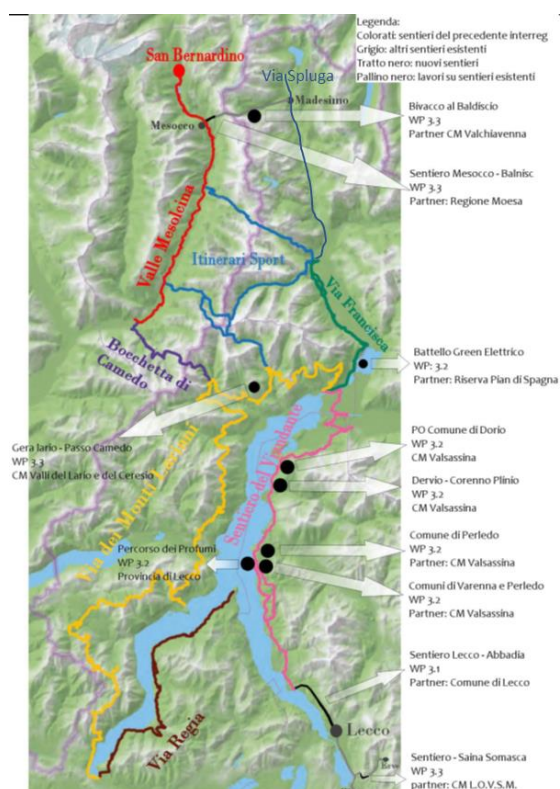 Legenda:
Colorati: sentieri del precedente interreg
Grigio: altri sentieri esistenti
Tratto nero: nuovi sentieri
Pallino nero: lavori su sentieri esistenti
San Bernardino
Via Spluga
Madesimo
Mesocco
Bivacco al Baldiscio
WP 3.3
Partner CM Valchiavenna
Sentiero Mesocco - Balnisc
WP 3.3
Partner: Regione Moesa
Valle Mesolcina
Itinerari Sport
Via Francisca
Bocchetta di
Camedo
Battello Green Elettrico
WP: 3.2
Partner: Riserva Pian di Spagna
Gera lario - Passo Camedo
WP 3.3
CM Valli del Lario e del Ceresio
PO Comune di Dorio
WP 3.2
CM Valsassina
Dervio - Corenno Plinio
WP 3.2
CM Valsassina
Via dei Monti Lariani
Sentiero del Viandante
Percorso dei Profumi
WP 3.2
Provincia di Lecco
Comune di Perledo
WP 3.2
Partner: CM Valsassina
Comuni di Varenna e Perledo
WP 3.2
Partner: CM Valsassina
Sentiero Lecco - Abbadia
WP 3.1
Partner: Comune di Lecco
Via Regia
Lecco
Sentiero - Saina Somasca
WP 3.3
partner: CM L.O.V.S.M.